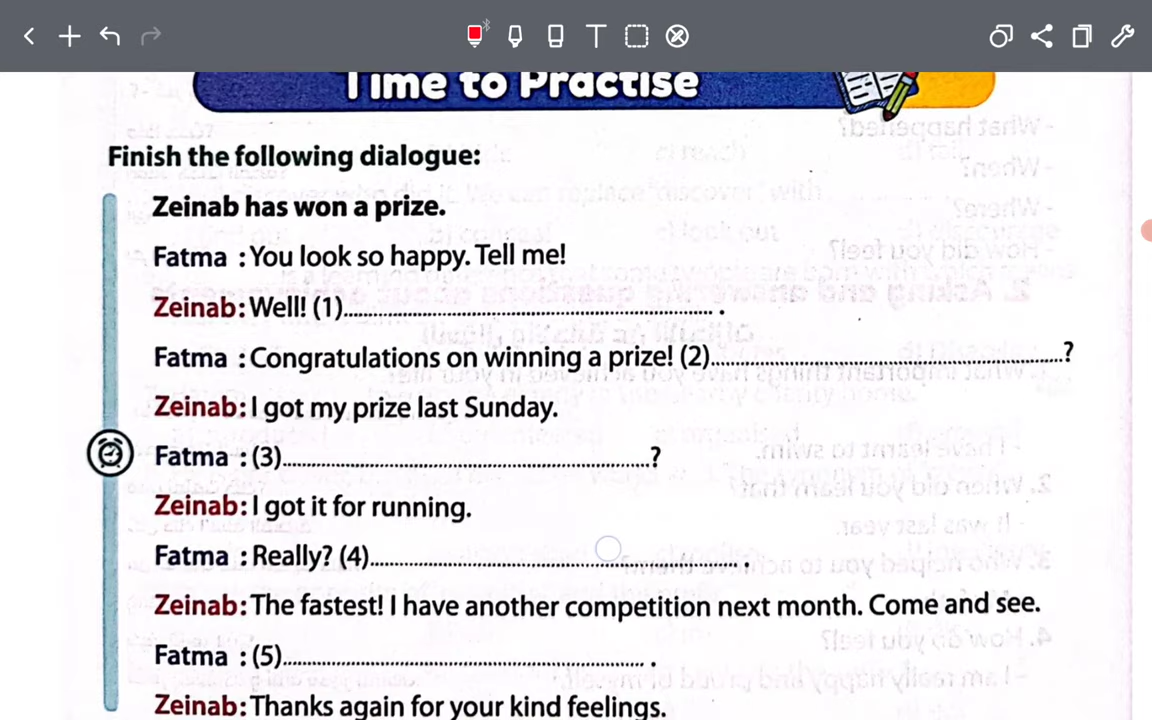 Time to Practise
Finish the following dialogue:
Zeinab has won a prize.
Fatma : You look so happy. Tell me!
Zeinab: Well! (1)............................................................ .
Fatma : Congratulations on winning a prize! (2)............................................................?
Zeinab: I got my prize last Sunday.
Fatma : (3)............................................................?
Zeinab: I got it for running.
Fatma : Really? (4)............................................................ .
Zeinab: The fastest! I have another competition next month. Come and see.
Fatma : (5)............................................................ .
Zeinab: Thanks again for your kind feelings.